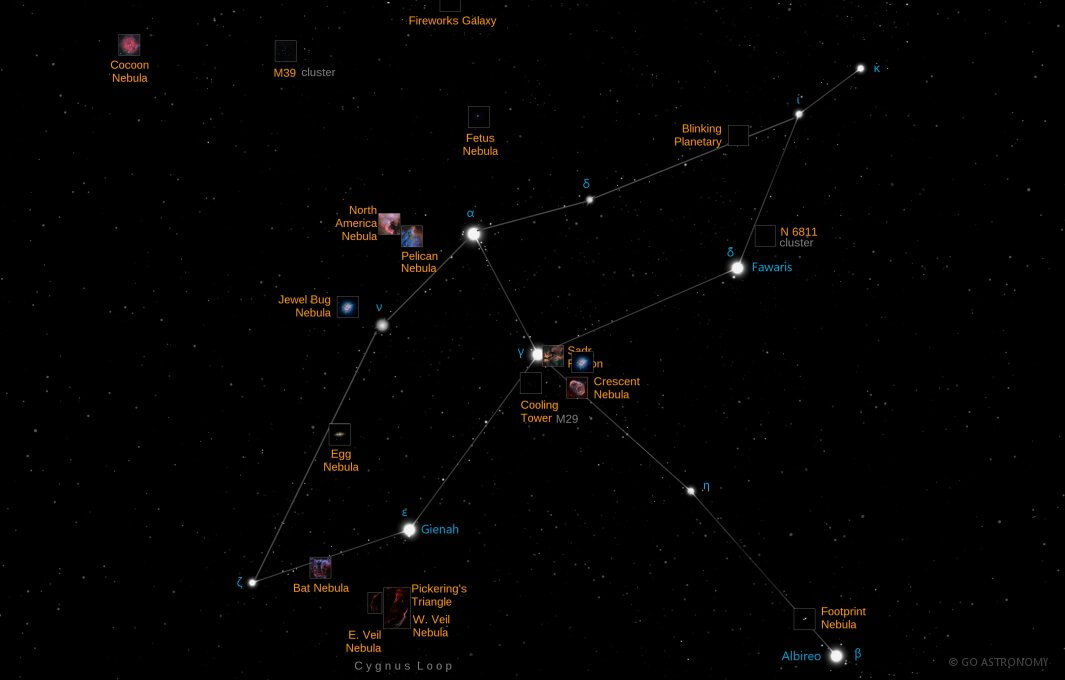 Fireworks Galaxy
Cocoon
Nebula
M39 cluster
κ
ί
Fetus
Nebula
Blinking
Planetary
δ
α
North
America
Nebula
Pelican
Nebula
N 6811
cluster
δ
Fawaris
Jewel Bug
Nebula
ν
γ
Sadr
Crescent
Nebula
Cooling
Tower M29
Egg
Nebula
η
έ
Gienah
ζ
Bat Nebula
Pickering's
Triangle
W. Veil
Nebula
E. Veil
Nebula
Cygnus Loop
Footprint
Nebula
Albireo β
© GO ASTRONOMY